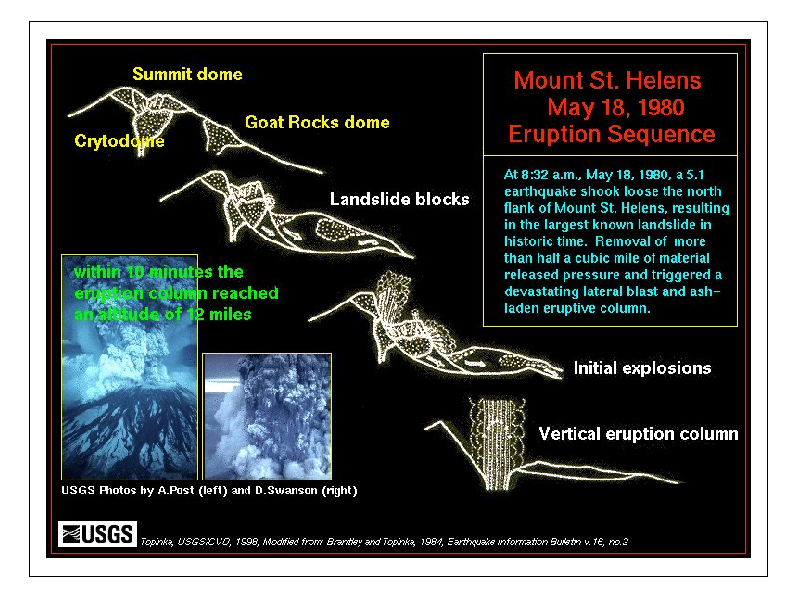 Summit dome
Goat Rocks dome
Crytodome
Landslide blocks
Mount St. Helens
May 18, 1980
Eruption Sequence
At 8:32 a.m., May 18, 1980, a 5.1
earthquake shook loose the north
flank of Mount St. Helens, resulting
in the largest known landslide in
historic time. Removal of more
than half a cubic mile of material
released pressure and triggered a
devastating lateral blast and ash-
laden eruptive column.
within 10 minutes the
eruption column reached
an altitude of 12 miles
Initial explosions
Vertical eruption column
USGS Photos by A.Post (left) and D.Swanson (right)
USGS
Topinka, USGS/CVO, 1998, Modified from Brantley and Topinka, 1984, Earthquake Information Bulletin v.16, no.2